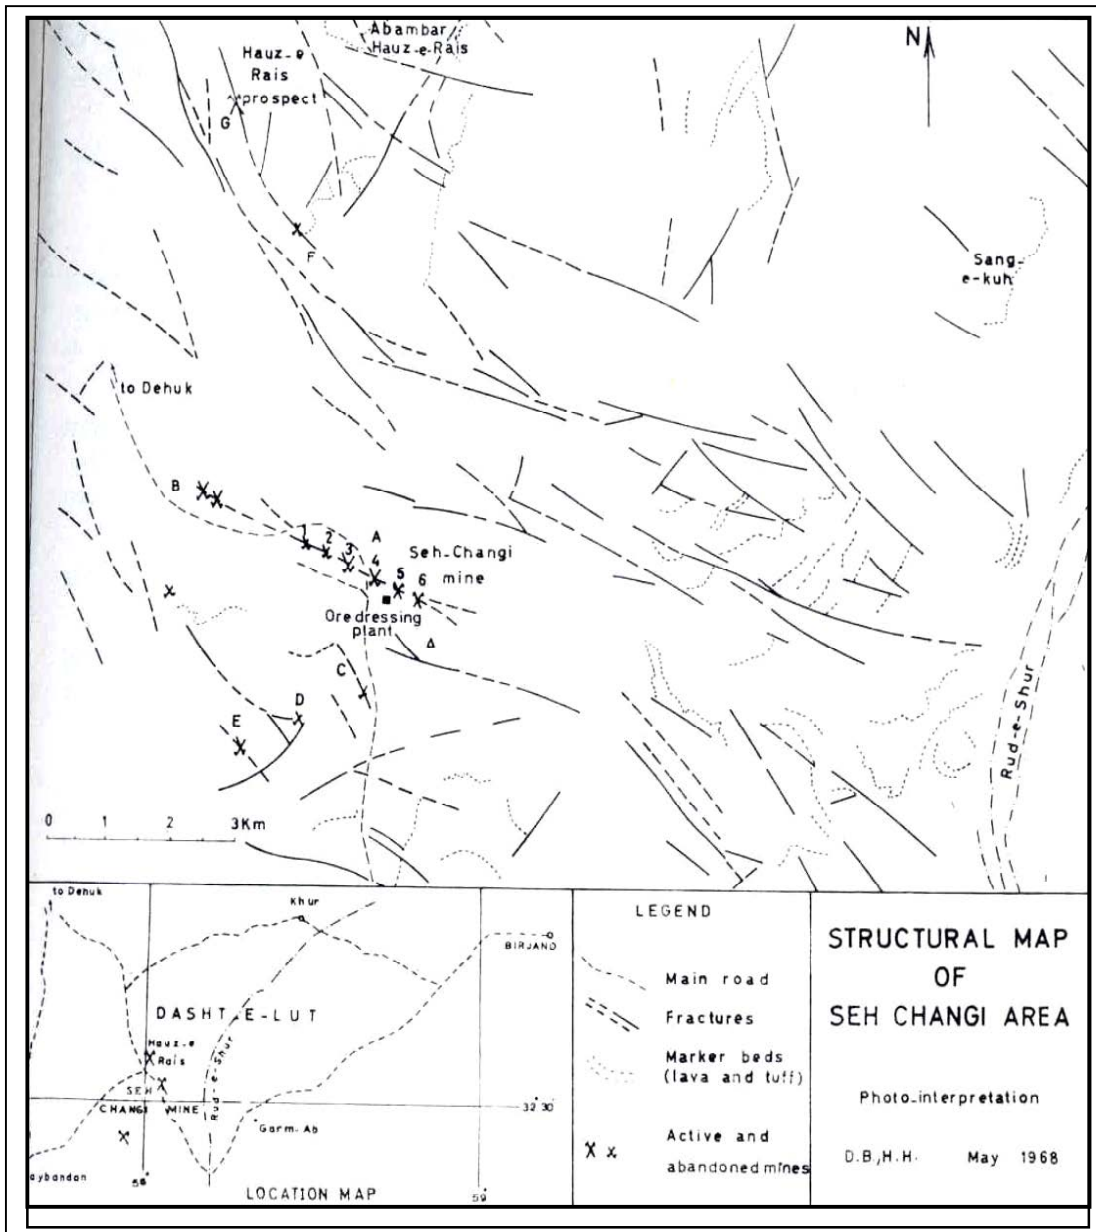 Abambar
Hauz-e-Rais
Hauz-e
Rais
prospect
N
G
F
Sang-
e-kuh
to Dehuk
B
1
2
3
A
4
5
6
Seh-Changi
mine
Ore dressing
plant
Δ
C
D
E
Rud-e-Shur
0 1 2 3Km
to Dehuk
Khur
BIRJAND
DASHT-E-LUT
Hauz-e
Rais
Rud-e-Shur
SEH
CHANGI MINE
32°30'
Garm-Ab
aybandan
58°
59°
LOCATION MAP
LEGEND
Main road
Fractures
Marker beds
(lava and tuff)
Active and
abandoned mines
STRUCTURAL MAP
OF
SEH CHANGI AREA
Photo-interpretation
D.B.,H.H. May 1968